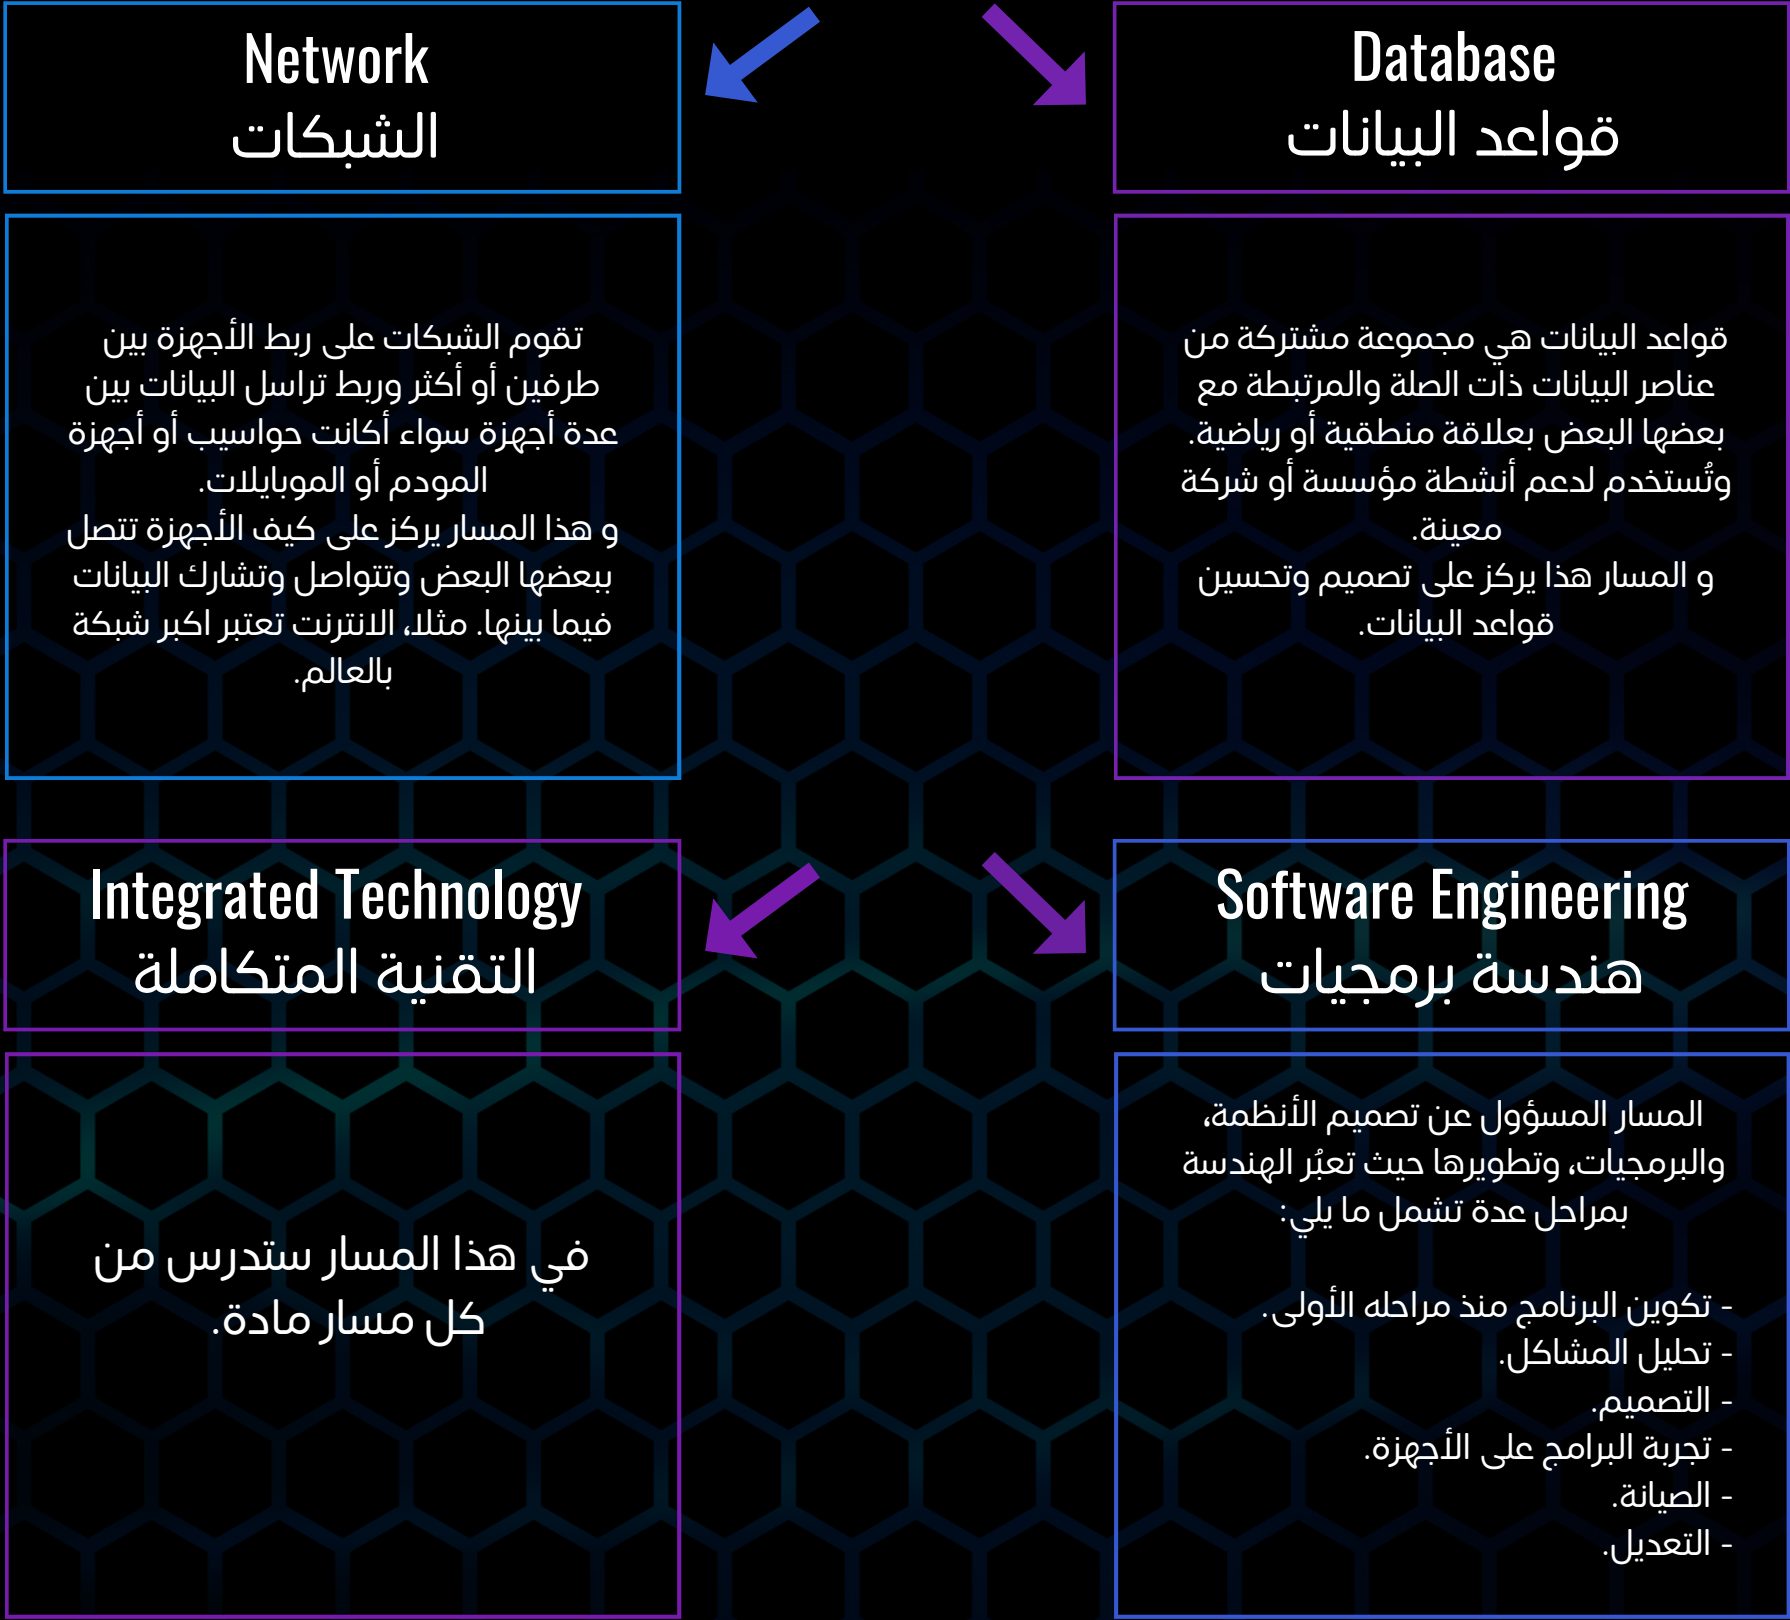 Database
قواعد البيانات
قواعد البيانات هي مجموعة مشتركة من
عناصر البيانات ذات الصلة والمرتبطة مع
بعضها البعض بعلاقة منطقية أو رياضية.
وتُستخدم لدعم أنشطة مؤسسة أو شركة
معينة.
و المسار هذا يركز على تصميم وتحسين
قواعد البيانات.
Network
الشبكات
تقوم الشبكات على ربط الأجهزة بين
طرفين أو أكثر وربط تراسل البيانات بين
عدة أجهزة سواء أكانت حواسيب أو أجهزة
المودم أو الموبايلات.
و هذا المسار يركز على كيف الأجهزة تتصل
ببعضها البعض وتتواصل وتشارك البيانات
فيما بينها. مثلا، الانترنت تعتبر اكبر شبكة
بالعالم.
Software Engineering
هندسة برمجيات
المسار المسؤول عن تصميم الأنظمة،
والبرمجيات، وتطويرها حيث تعبُر الهندسة
بمراحل عدة تشمل ما يلي:
- تكوين البرنامج منذ مراحله الأولى.
- تحليل المشاكل.
- التصميم.
- تجربة البرامج على الأجهزة.
- الصيانة.
- التعديل.
Integrated Technology
التقنية المتكاملة
في هذا المسار ستدرس من
كل مسار مادة.